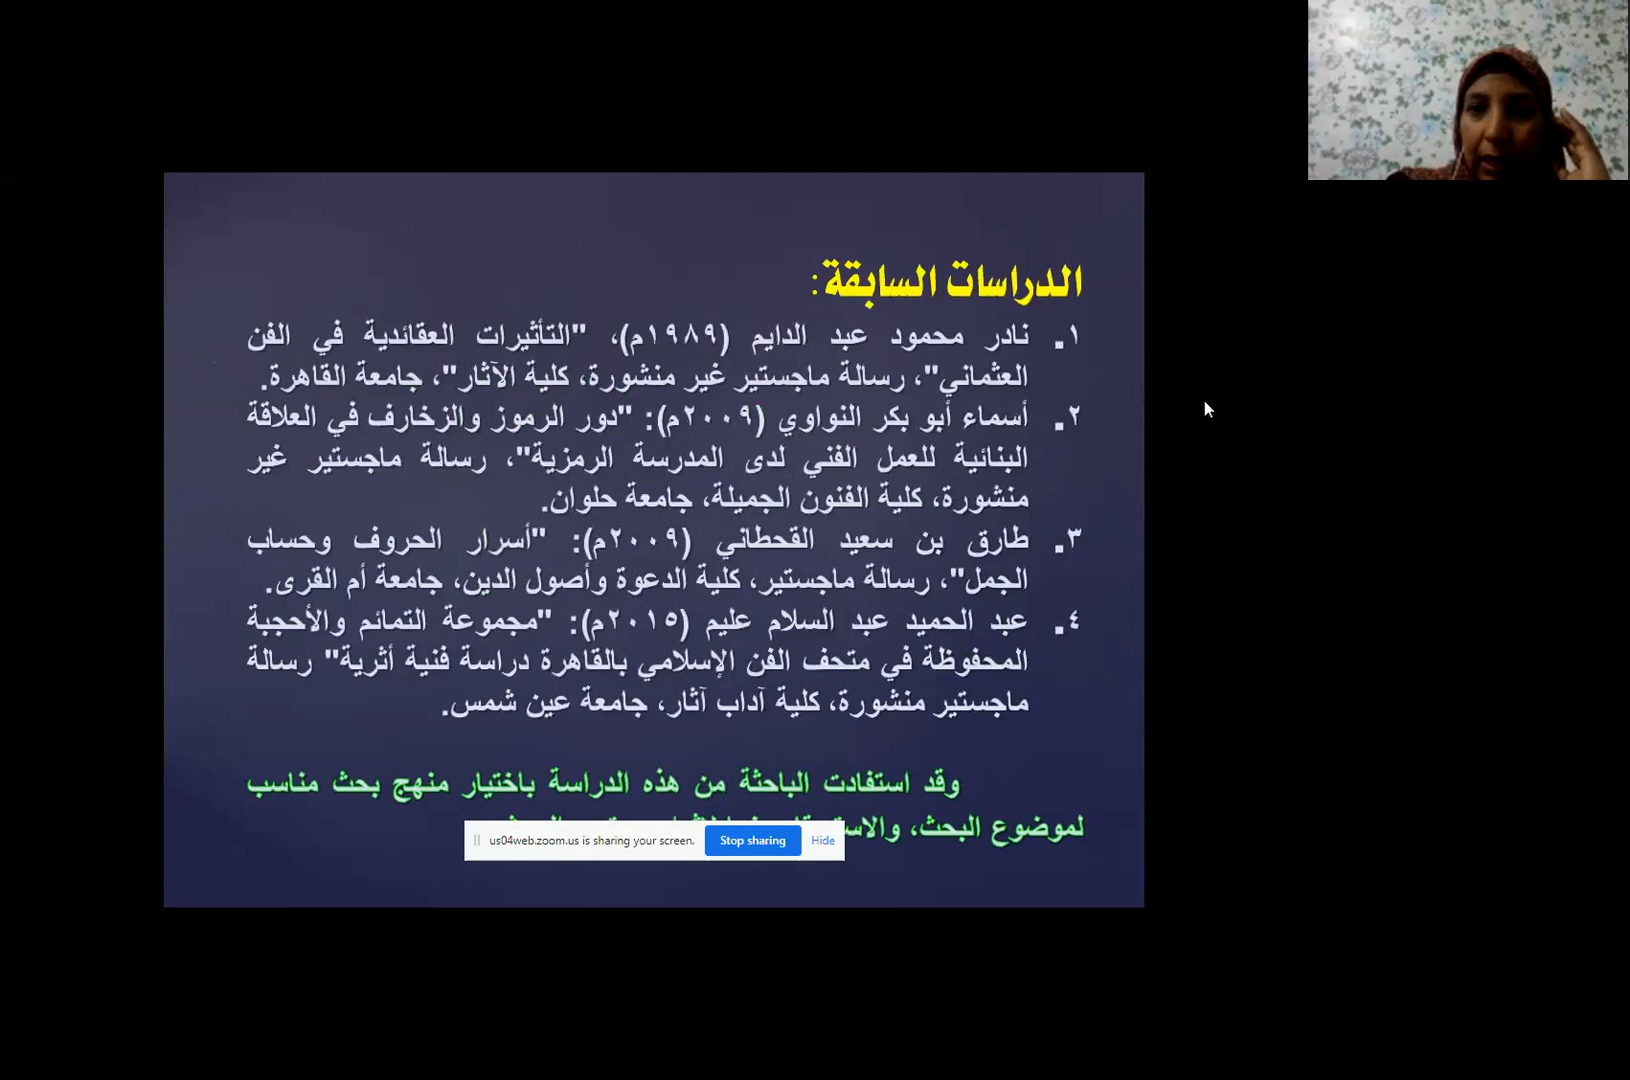 الدراسات السابقة:
١. نادر محمود عبد الدايم (١٩٨٩م)، "التأثيرات العقائدية في الفن
العثماني"، رسالة ماجستير غير منشورة، كلية الآثار"، جامعة القاهرة.
٢. أسماء أبو بكر النواوي (٢٠٠٩م): "دور الرموز والزخارف في العلاقة
البنائية للعمل الفني لدى المدرسة الرمزية"، رسالة ماجستير غير
منشورة، كلية الفنون الجميلة، جامعة حلوان.
٣. طارق بن سعيد القحطاني (٢٠٠٩م): "أسرار الحروف وحساب
الجمل"، رسالة ماجستير، كلية الدعوة وأصول الدين، جامعة أم القرى.
٤. عبد الحميد عبد السلام عليم (٢٠١٥م): "مجموعة التمائم والأحجبة
المحفوظة في متحف الفن الإسلامي بالقاهرة دراسة فنية أثرية" رسالة
ماجستير منشورة، كلية آداب آثار، جامعة عين شمس.
وقد استفادت الباحثة من هذه الدراسة باختيار منهج بحث مناسب
لموضوع البحث،
us04web.zoom.us is sharing your screen. Stop sharing Hide